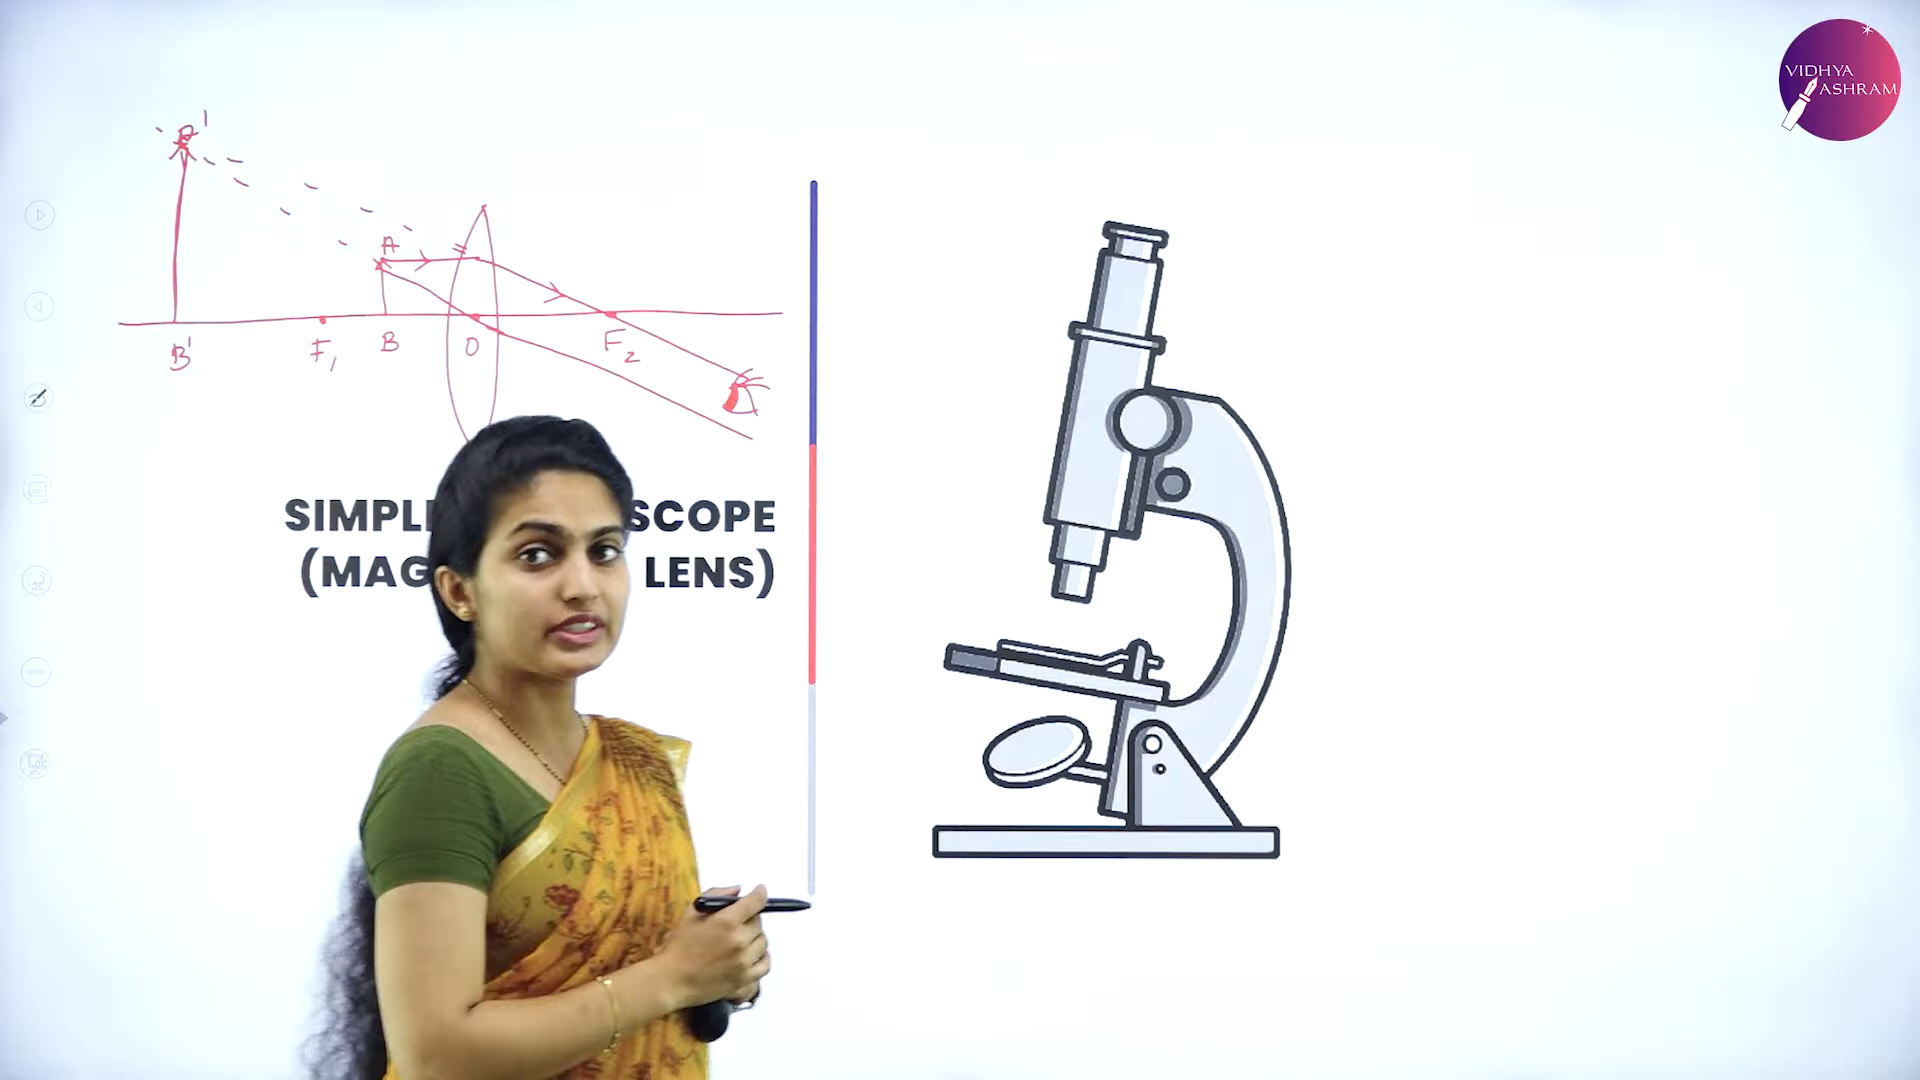 VIDHYA
ASHRAM
A'
A
B'
F₁
B
O
F₂
SIMPL SCOPE
(MAG LENS)